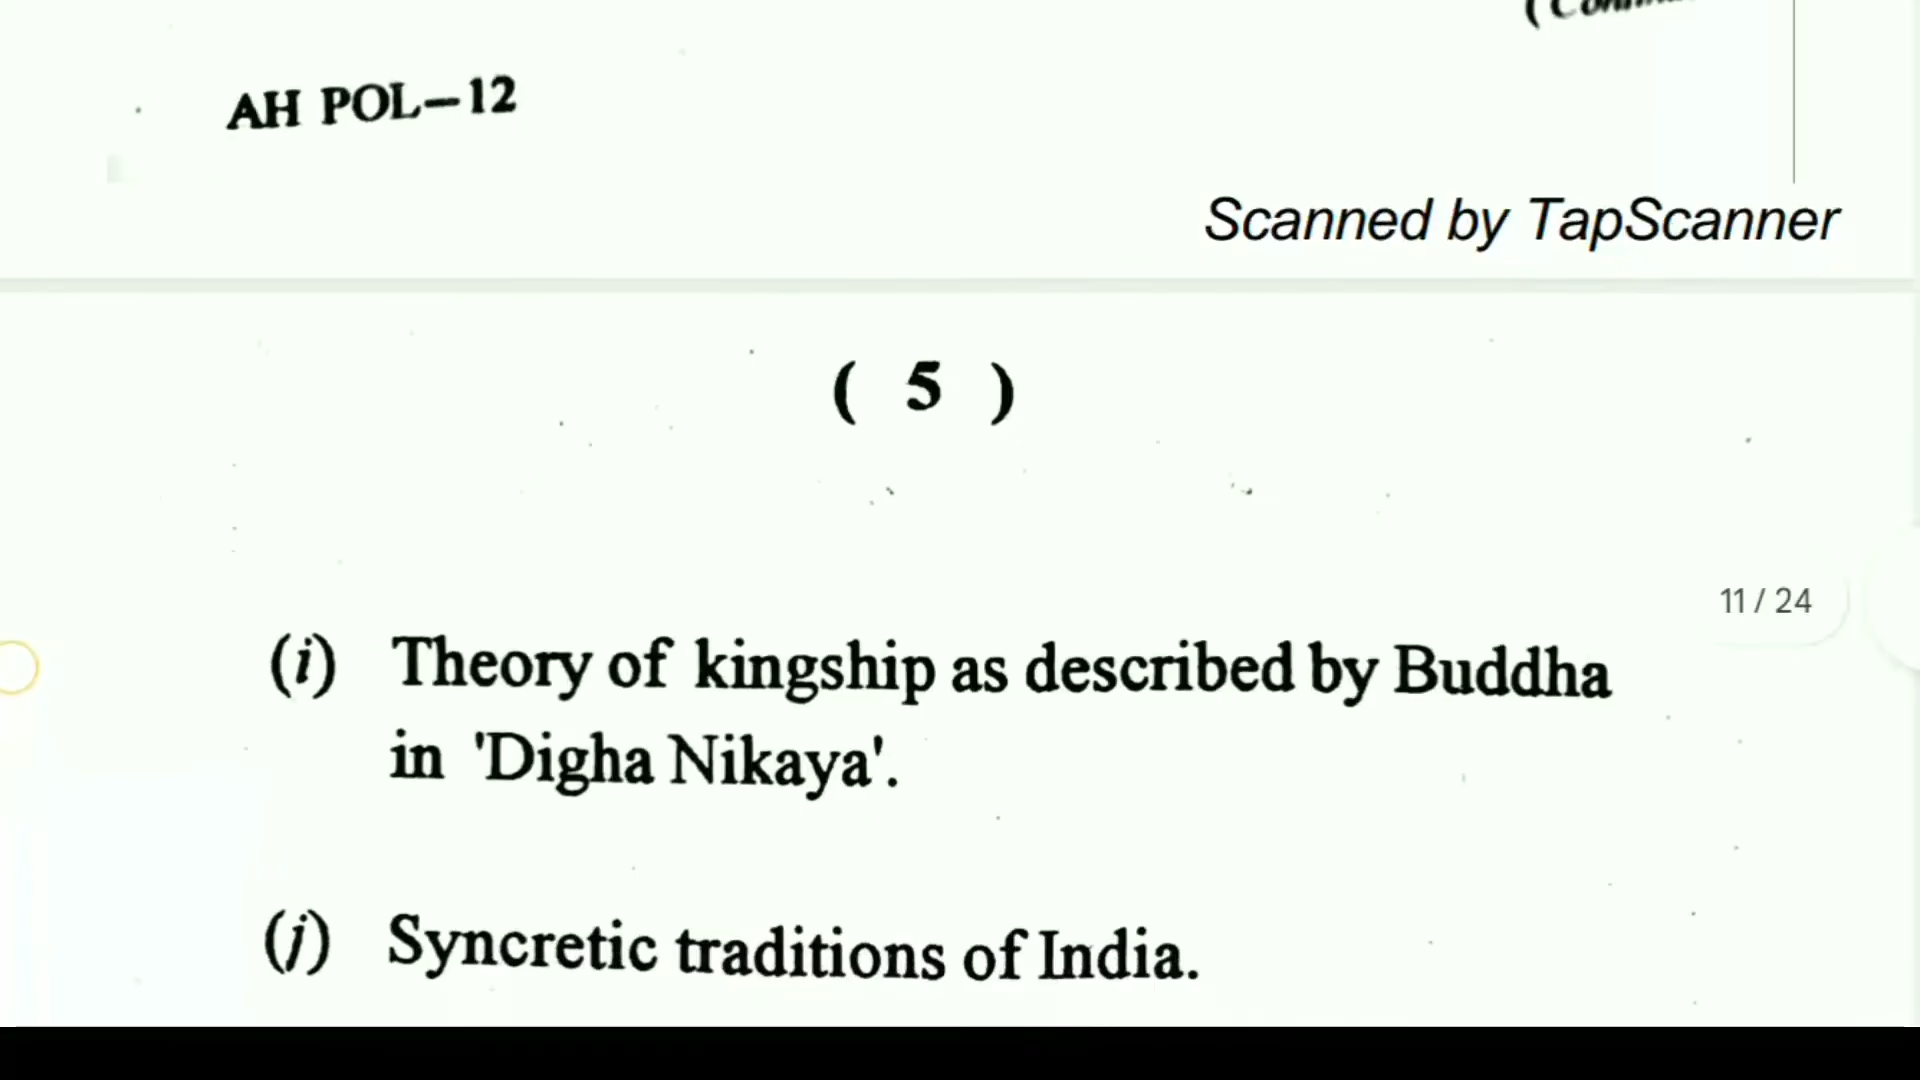 AH POL—12
Scanned by TapScanner
( 5 )
11 / 24
(i) Theory of kingship as described by Buddha
in 'Digha Nikaya'.
(j) Syncretic traditions of India.